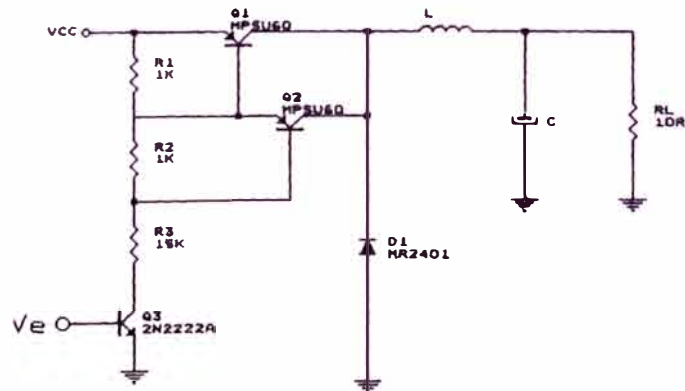 Q1
MPSU60
L
VCC
R1
1K
Q2
MPSU60
C
RL
10R
R2
1K
R3
15K
D1
MR2401
Ve
Q3
2N2222A